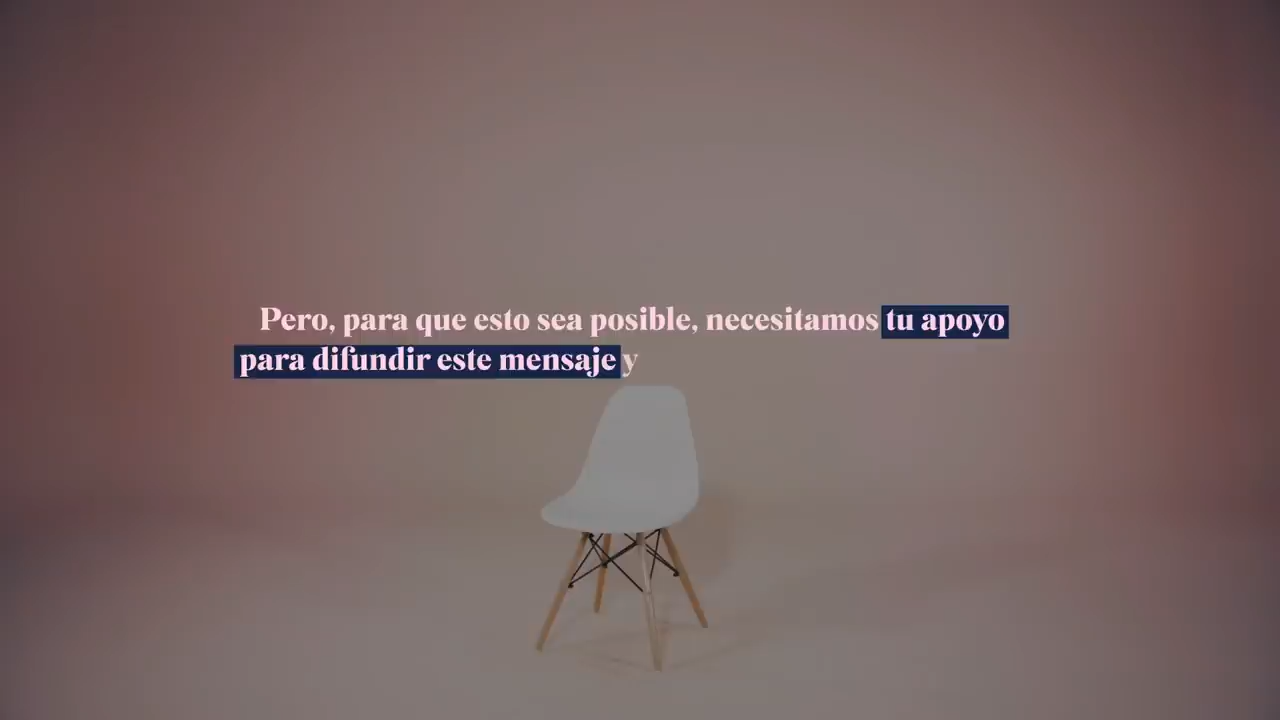 Pero, para que esto sea posible, necesitamos tu apoyo
para difundir este mensaje y